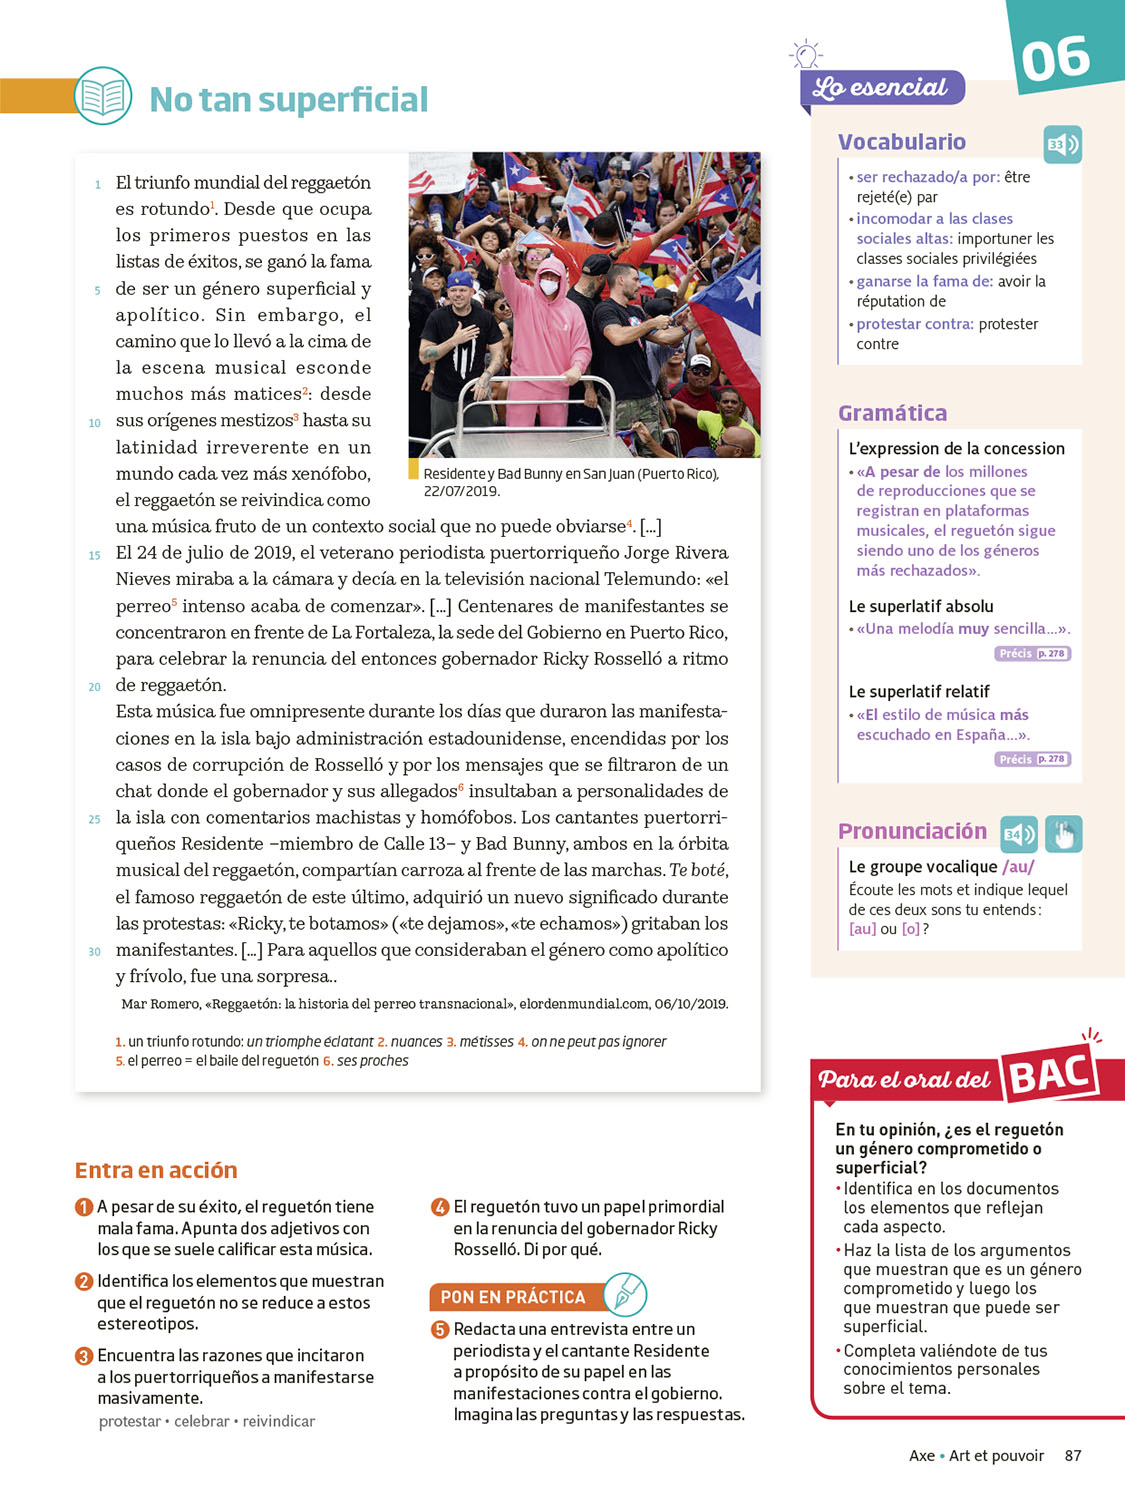 06
No tan superficial
1 El triunfo mundial del reggaetón
es rotundo1. Desde que ocupa
los primeros puestos en las
listas de éxitos, se ganó la fama
5 de ser un género superficial y
apolítico. Sin embargo, el
camino que lo llevó a la cima de
la escena musical esconde
muchos más matices2: desde
10 sus orígenes mestizos3 hasta su
latinidad irreverente en un
mundo cada vez más xenófobo,
el reggaetón se reivindica como
una música fruto de un contexto social que no puede obviarse4. [...]
15 El 24 de julio de 2019, el veterano periodista puertorriqueño Jorge Rivera
Nieves miraba a la cámara y decía en la televisión nacional Telemundo: «el
perreo5 intenso acaba de comenzar». [...] Centenares de manifestantes se
concentraron en frente de La Fortaleza, la sede del Gobierno en Puerto Rico,
para celebrar la renuncia del entonces gobernador Ricky Rosselló a ritmo
20 de reggaetón.
Esta música fue omnipresente durante los días que duraron las manifesta-
ciones en la isla bajo administración estadounidense, encendidas por los
casos de corrupción de Rosselló y por los mensajes que se filtraron de un
chat donde el gobernador y sus allegados6 insultaban a personalidades de
25 la isla con comentarios machistas y homófobos. Los cantantes puertorri-
queños Residente –miembro de Calle 13– y Bad Bunny, ambos en la órbita
musical del reggaetón, compartían carroza al frente de las marchas. Te boté,
el famoso reggaetón de este último, adquirió un nuevo significado durante
las protestas: «Ricky, te botamos» («te dejamos», «te echamos») gritaban los
30 manifestantes. [...] Para aquellos que consideraban el género como apolítico
y frívolo, fue una sorpresa..
Mar Romero, «Reggaetón: la historia del perreo transnacional», elordenmundial.com, 06/10/2019.
1. un triunfo rotundo: un triomphe éclatant 2. nuances 3. métisses 4. on ne peut pas ignorer
5. el perreo = el baile del reguetón 6. ses proches
Residente y Bad Bunny en San Juan (Puerto Rico),
22/07/2019.
Entra en acción
1 A pesar de su éxito, el reguetón tiene
mala fama. Apunta dos adjetivos con
los que se suele calificar esta música.
2 Identifica los elementos que muestran
que el reguetón no se reduce a estos
estereotipos.
3 Encuentra las razones que incitaron
a los puertorriqueños a manifestarse
masivamente.
protestar • celebrar • reivindicar
4 El reguetón tuvo un papel primordial
en la renuncia del gobernador Ricky
Rosselló. Di por qué.
PON EN PRÁCTICA
5 Redacta una entrevista entre un
periodista y el cantante Residente
a propósito de su papel en las
manifestaciones contra el gobierno.
Imagina las preguntas y las respuestas.
Lo esencial
Vocabulario
33
• ser rechazado/a por: être
rejeté(e) par
• incomodar a las clases
sociales altas: importuner les
classes sociales privilégiées
• ganarse la fama de: avoir la
réputation de
• protestar contra: protester
contre
Gramática
L'expression de la concession
• «A pesar de los millones
de reproducciones que se
registran en plataformas
musicales, el reguetón sigue
siendo uno de los géneros
más rechazados».
Le superlatif absolu
• «Una melodía muy sencilla...».
Précis p. 278
Le superlatif relatif
• «El estilo de música más
escuchado en España...».
Précis p. 278
Pronunciación
34
Le groupe vocalique /au/
Écoute les mots et indique lequel
de ces deux sons tu entends :
[au] ou [o] ?
Para el oral del BAC
En tu opinión, ¿es el reguetón
un género comprometido o
superficial?
• Identifica en los documentos
los elementos que reflejan
cada aspecto.
• Haz la lista de los argumentos
que muestran que es un género
comprometido y luego los
que muestran que puede ser
superficial.
• Completa valiéndote de tus
conocimientos personales
sobre el tema.
Axe • Art et pouvoir 87